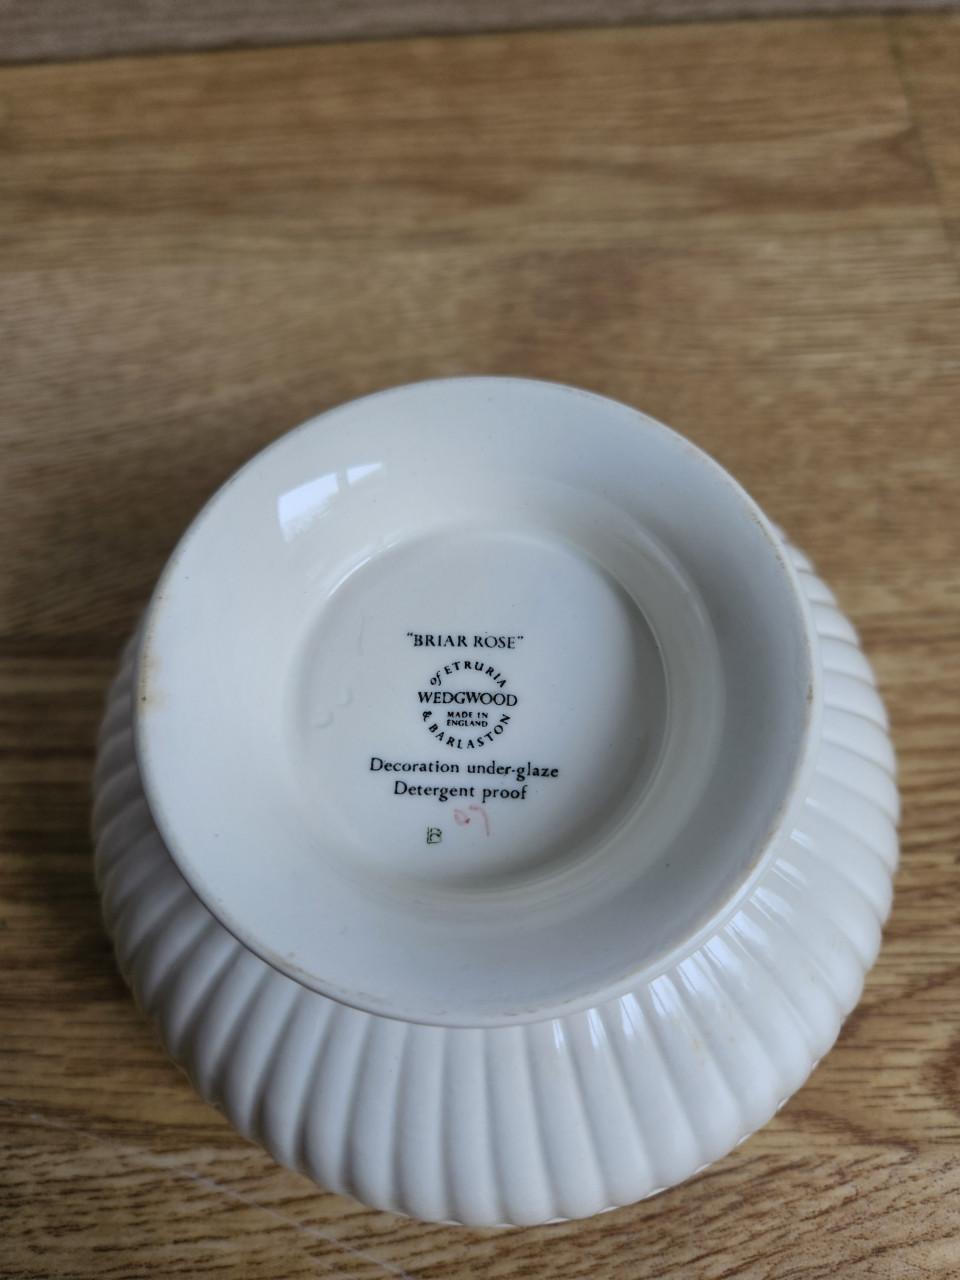 "BRIAR ROSE"
of ETRURIA
WEDGWOOD
MADE IN
ENGLAND
& BARLASTON
Decoration under-glaze
Detergent proof
B